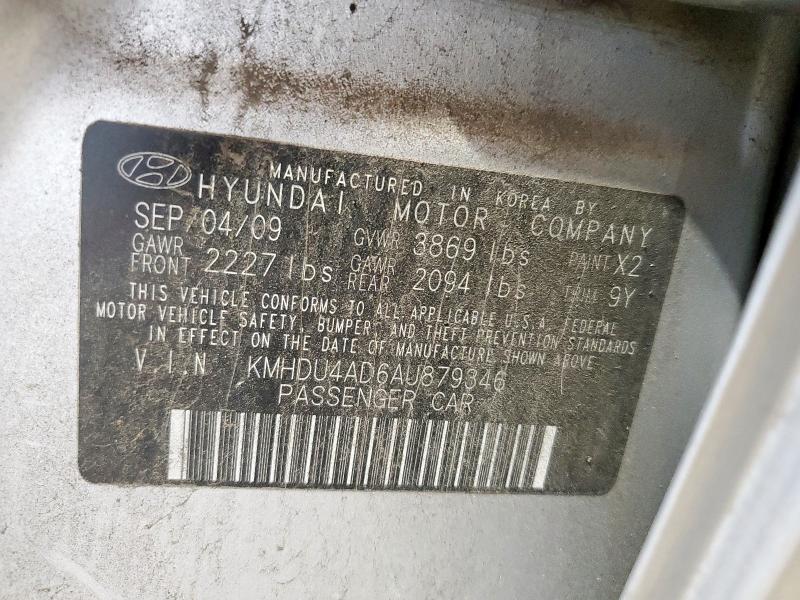 MANUFACTURED IN KOREA BY
HYUNDAI MOTOR COMPANY
SEP/04/09 GVWR 3869 lbs PAINT X2
GAWR FRONT 2227 lbs GAWR REAR 2094 lbs TRIM 9Y
THIS VEHICLE CONFORMS TO ALL APPLICABLE U.S.A. FEDERAL
MOTOR VEHICLE SAFETY, BUMPER, AND THEFT PREVENTION STANDARDS
IN EFFECT ON THE DATE OF MANUFACTURE SHOWN ABOVE.
V.I.N KMHDU4AD6AU879346
PASSENGER CAR